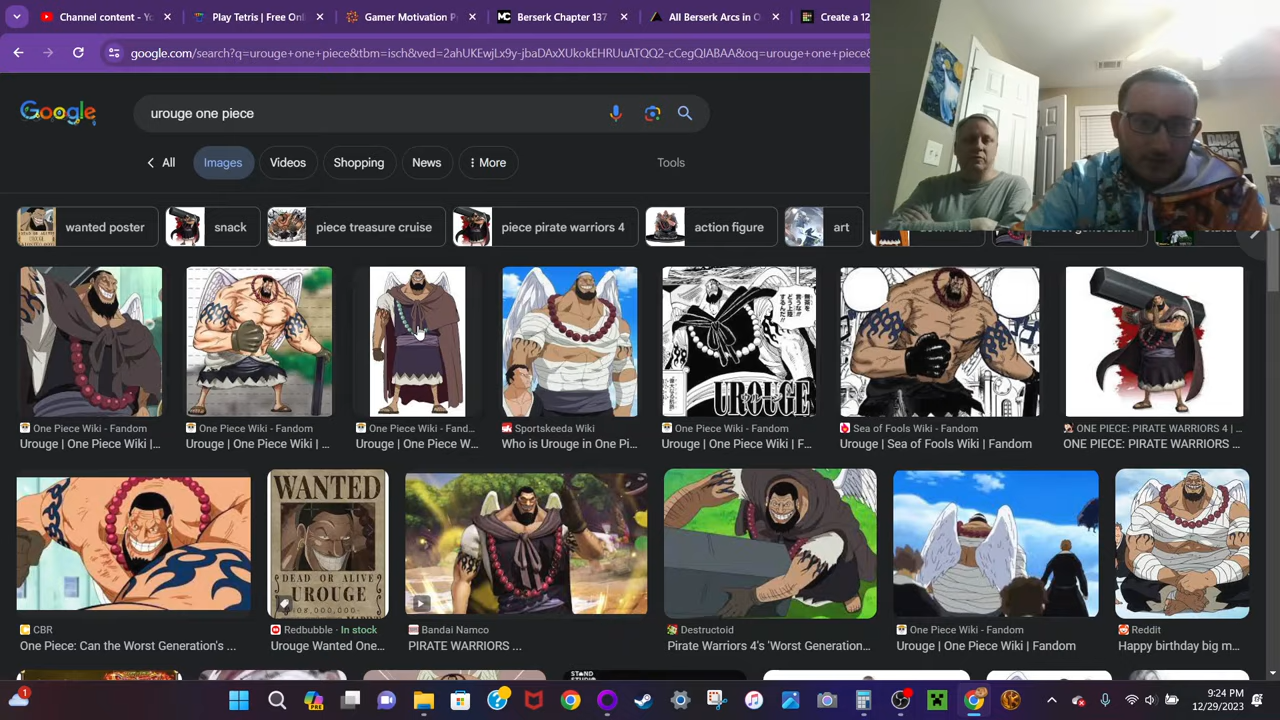 Channel content - Y
Play Tetris | Free Onl
Gamer Motivation P
Berserk Chapter 137
All Berserk Arcs in O
Create a 12
google.com/search?q=urouge+one+piece&tbm=isch&ved=2ahUKEwjLx9y-jbaDAxXUkokEHRUuATQQ2-cCegQIABAA&oq=urouge+one+piece&
Google
urouge one piece
All
Images
Videos
Shopping
News
More
Tools
wanted poster
snack
piece treasure cruise
piece pirate warriors 4
action figure
art
UROUGE
One Piece Wiki - Fandom
Urouge | One Piece Wiki |...
One Piece Wiki - Fandom
Urouge | One Piece Wiki | ...
One Piece Wiki - Fand...
Urouge | One Piece W...
Sportskeeda Wiki
Who is Urouge in One Pi...
One Piece Wiki - Fandom
Urouge | One Piece Wiki | F...
Sea of Fools Wiki - Fandom
Urouge | Sea of Fools Wiki | Fandom
ONE PIECE: PIRATE WARRIORS 4 | ...
ONE PIECE: PIRATE WARRIORS ...
WANTED
DEAD OR ALIVE
UROUGE
CBR
One Piece: Can the Worst Generation's ...
Redbubble · In stock
Urouge Wanted One...
Bandai Namco
PIRATE WARRIORS ...
Destructoid
Pirate Warriors 4's 'Worst Generation...
One Piece Wiki - Fandom
Urouge | One Piece Wiki | Fandom
Reddit
Happy birthday big m...
STAND
1
PRE
9:24 PM
12/29/2023